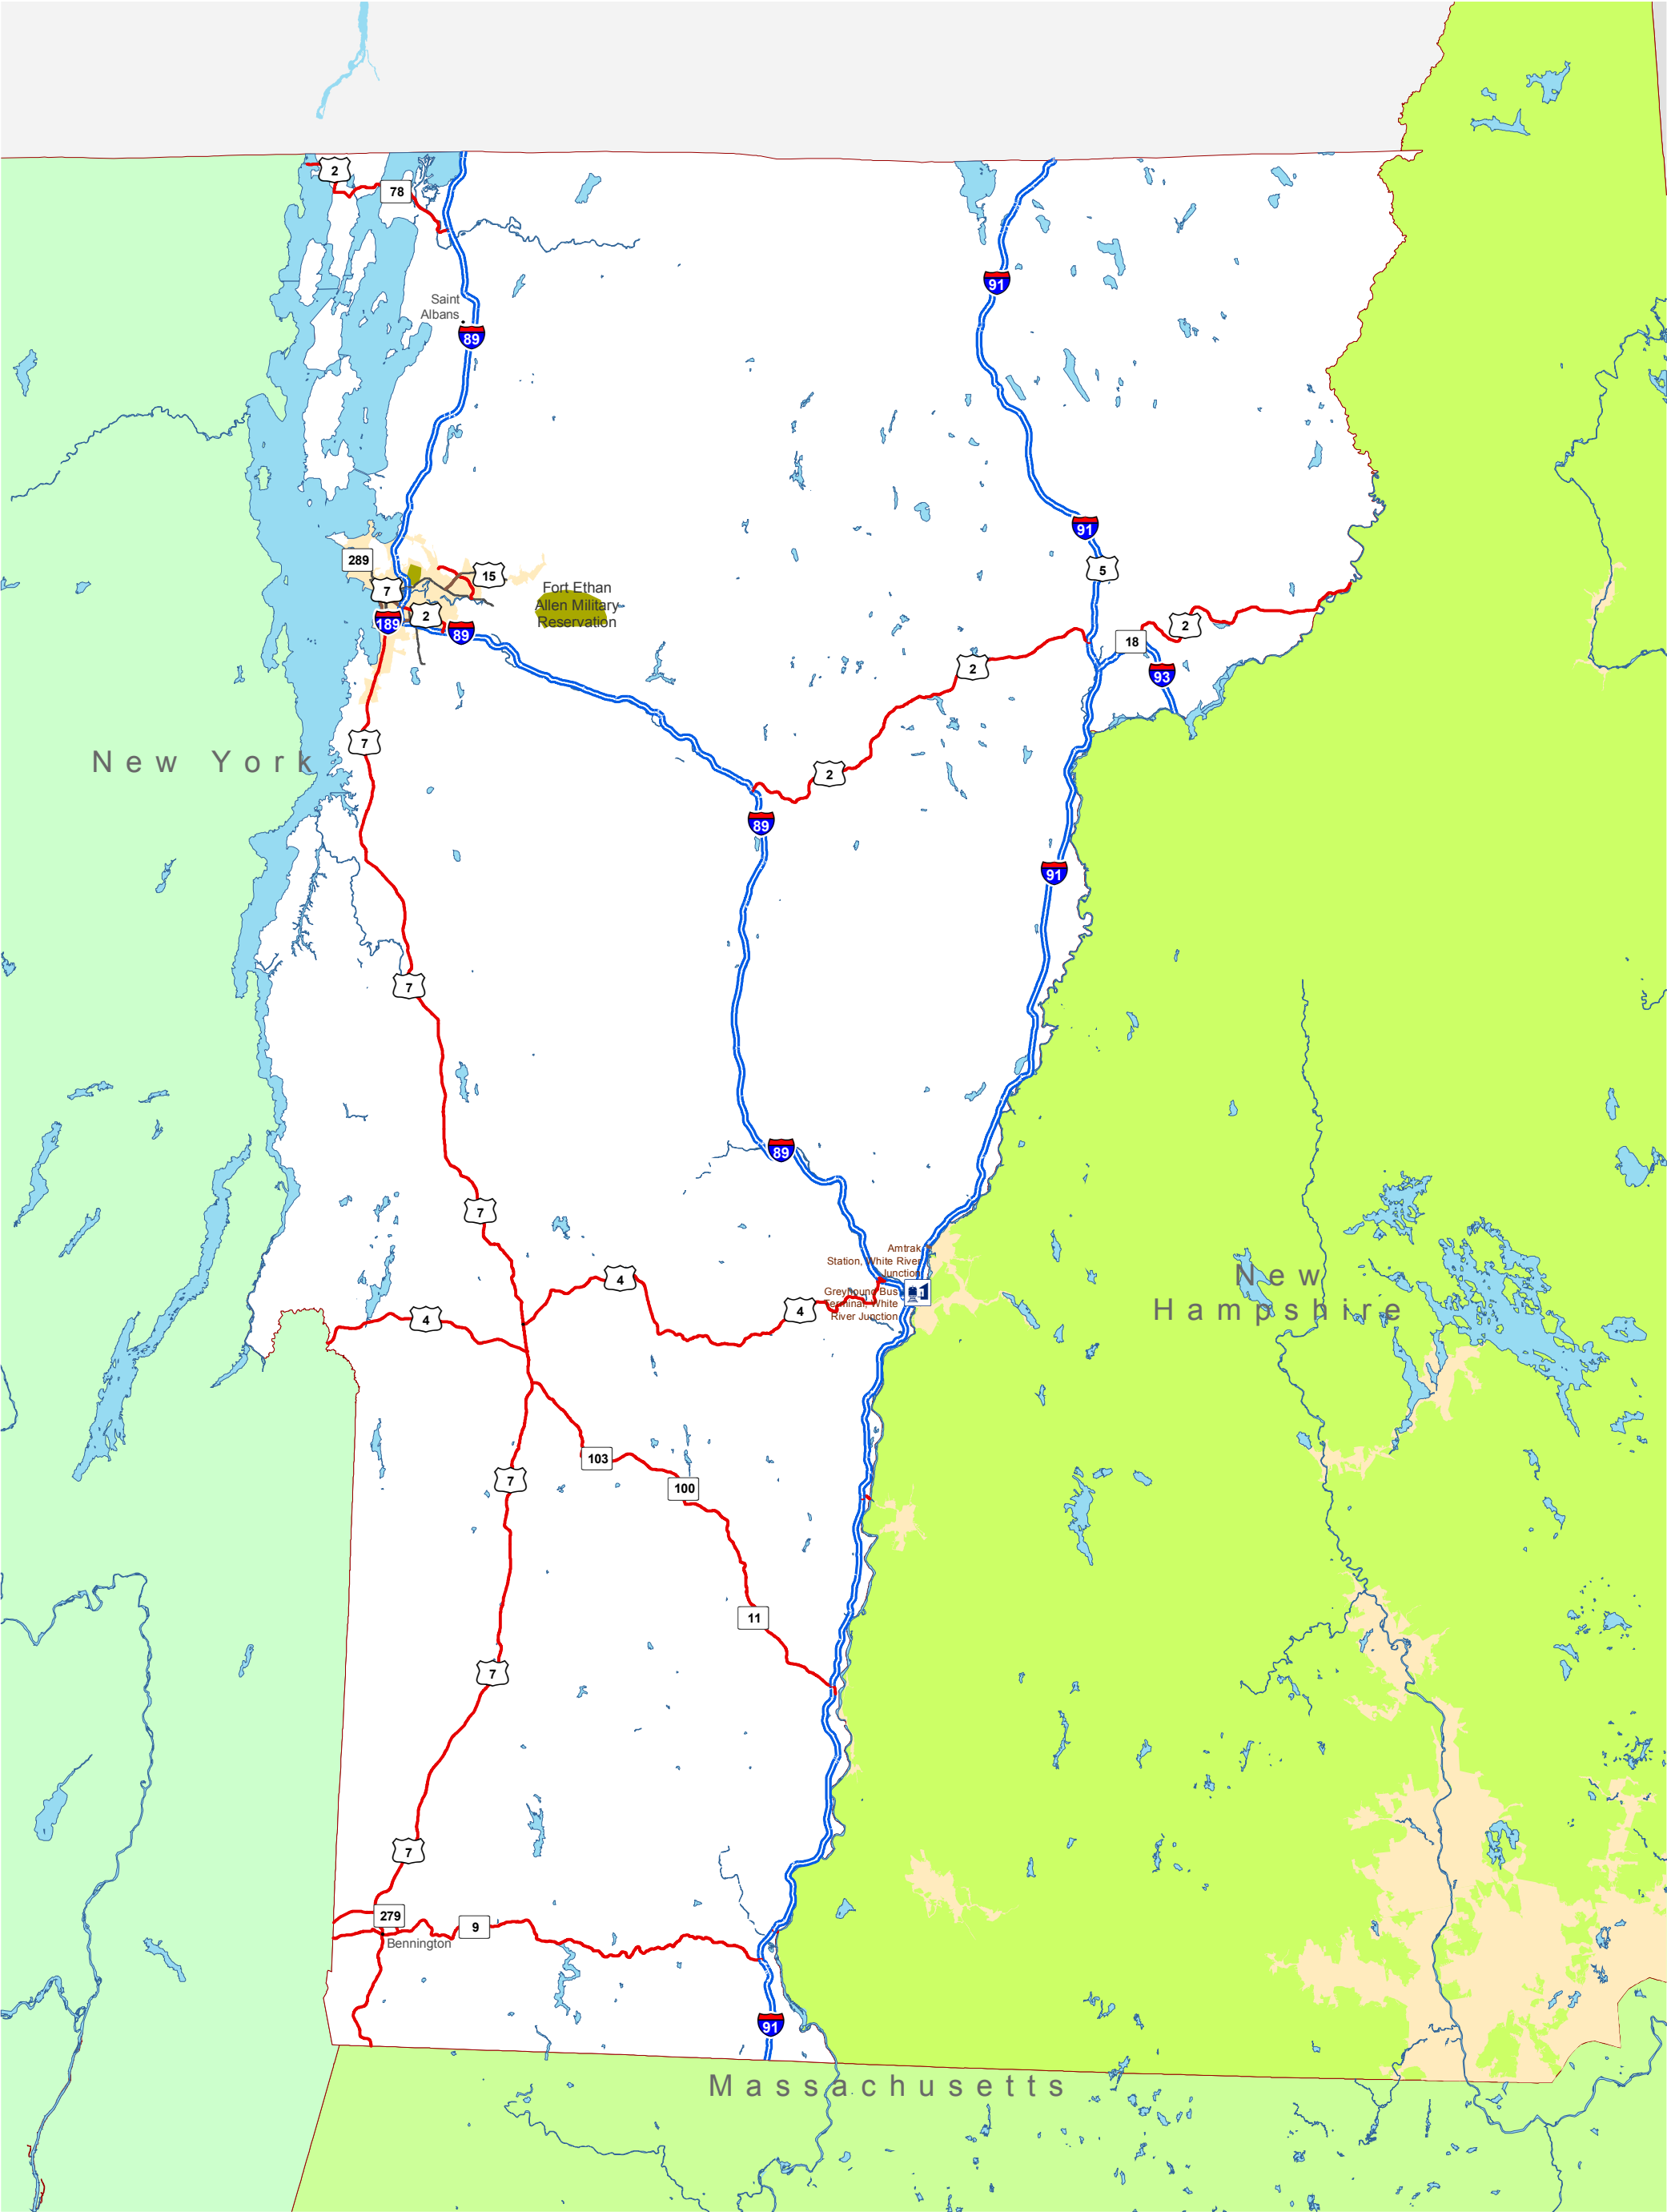 2
78
91
Saint
Albans
89
91
289
5
15
7
Fort Ethan
Allen Military
Reservation
2
189
89
2
18
2
93
7
New York
2
89
91
7
89
7
Amtrak
Station, White River
Junction
New
Hampshire
4
Greyhound Bus
Terminal, White
River Junction
4
4
103
7
100
11
7
7
279
9
Bennington
91
Massachusetts